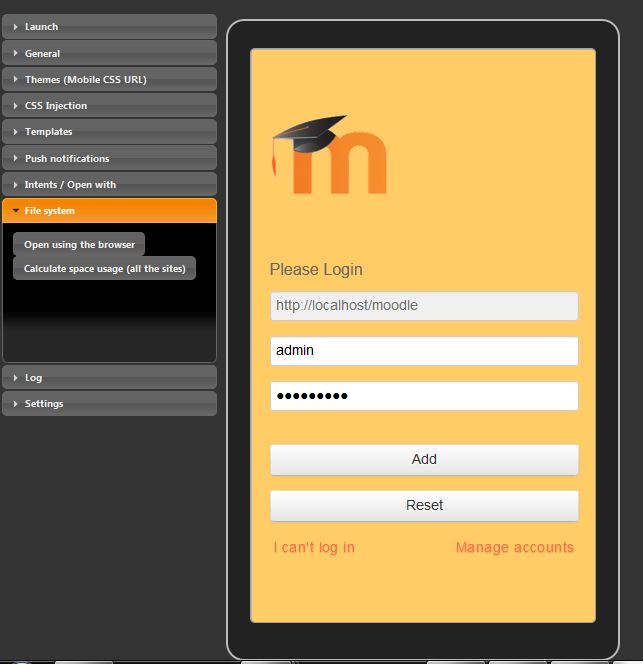 Launch
General
Themes (Mobile CSS URL)
CSS Injection
Templates
Push notifications
Intents / Open with
File system
Open using the browser
Calculate space usage (all the sites)
Log
Settings
m
Please Login
http://localhost/moodle
admin
•••••••••
Add
Reset
I can't log in Manage accounts